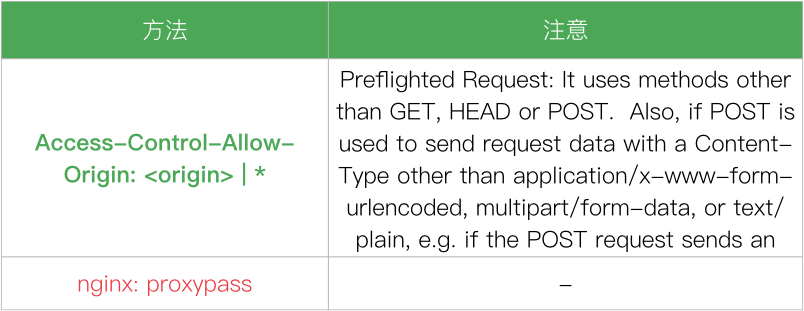 方法
注意
Access-Control-Allow-
Origin: <origin> | *
Preflighted Request: It uses methods other
than GET, HEAD or POST.  Also, if POST is
used to send request data with a Content-
Type other than application/x-www-form-
urlencoded, multipart/form-data, or text/
plain, e.g. if the POST request sends an
nginx: proxypass
-